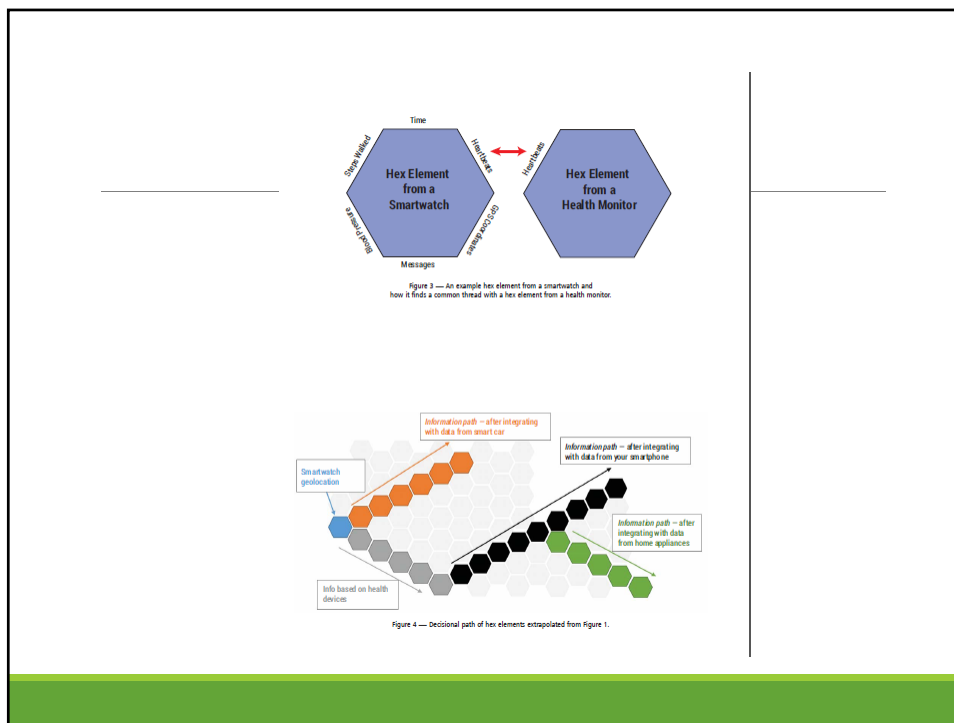 Time
Steps Walked
Heartbeats
Heartbeats
Hex Element
from a
Smartwatch
Hex Element
from a
Health Monitor
Blood Pressure
GPS Coordinates
Messages
Figure 3 — An example hex element from a smartwatch and
how it finds a common thread with a hex element from a health monitor.
Information path – after integrating
with data from smart car
Information path – after integrating
with data from your smartphone
Smartwatch
geolocation
Information path – after
integrating with data
from home appliances
Info based on health
devices
Figure 4 — Decisional path of hex elements extrapolated from Figure 1.